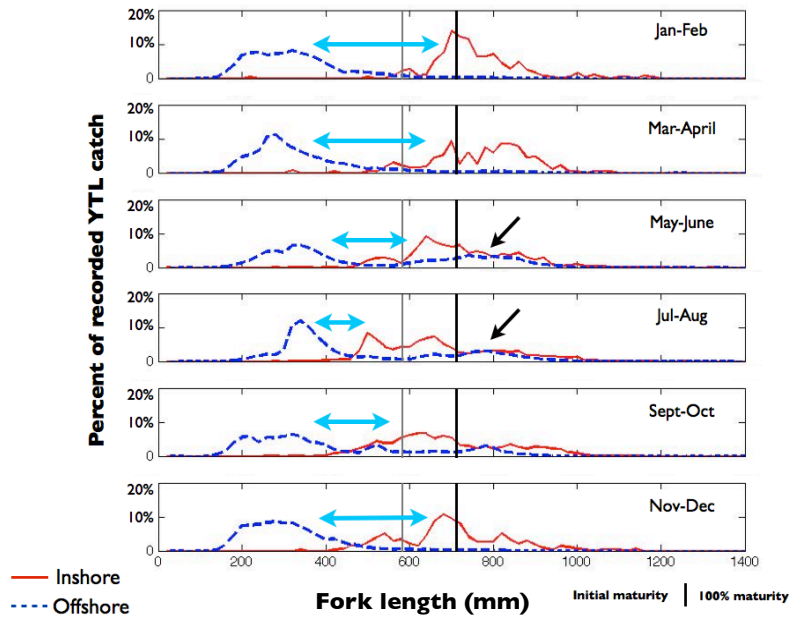 Percent of recorded YTL catch
20%
10%
0
Jan-Feb
20%
10%
0
Mar-April
20%
10%
0
May-June
20%
10%
0
Jul-Aug
20%
10%
0
Sept-Oct
20%
10%
0
Nov-Dec
0 200 400 600 800 1000 1200 1400
Fork length (mm)
Inshore
Offshore
Initial maturity | 100% maturity